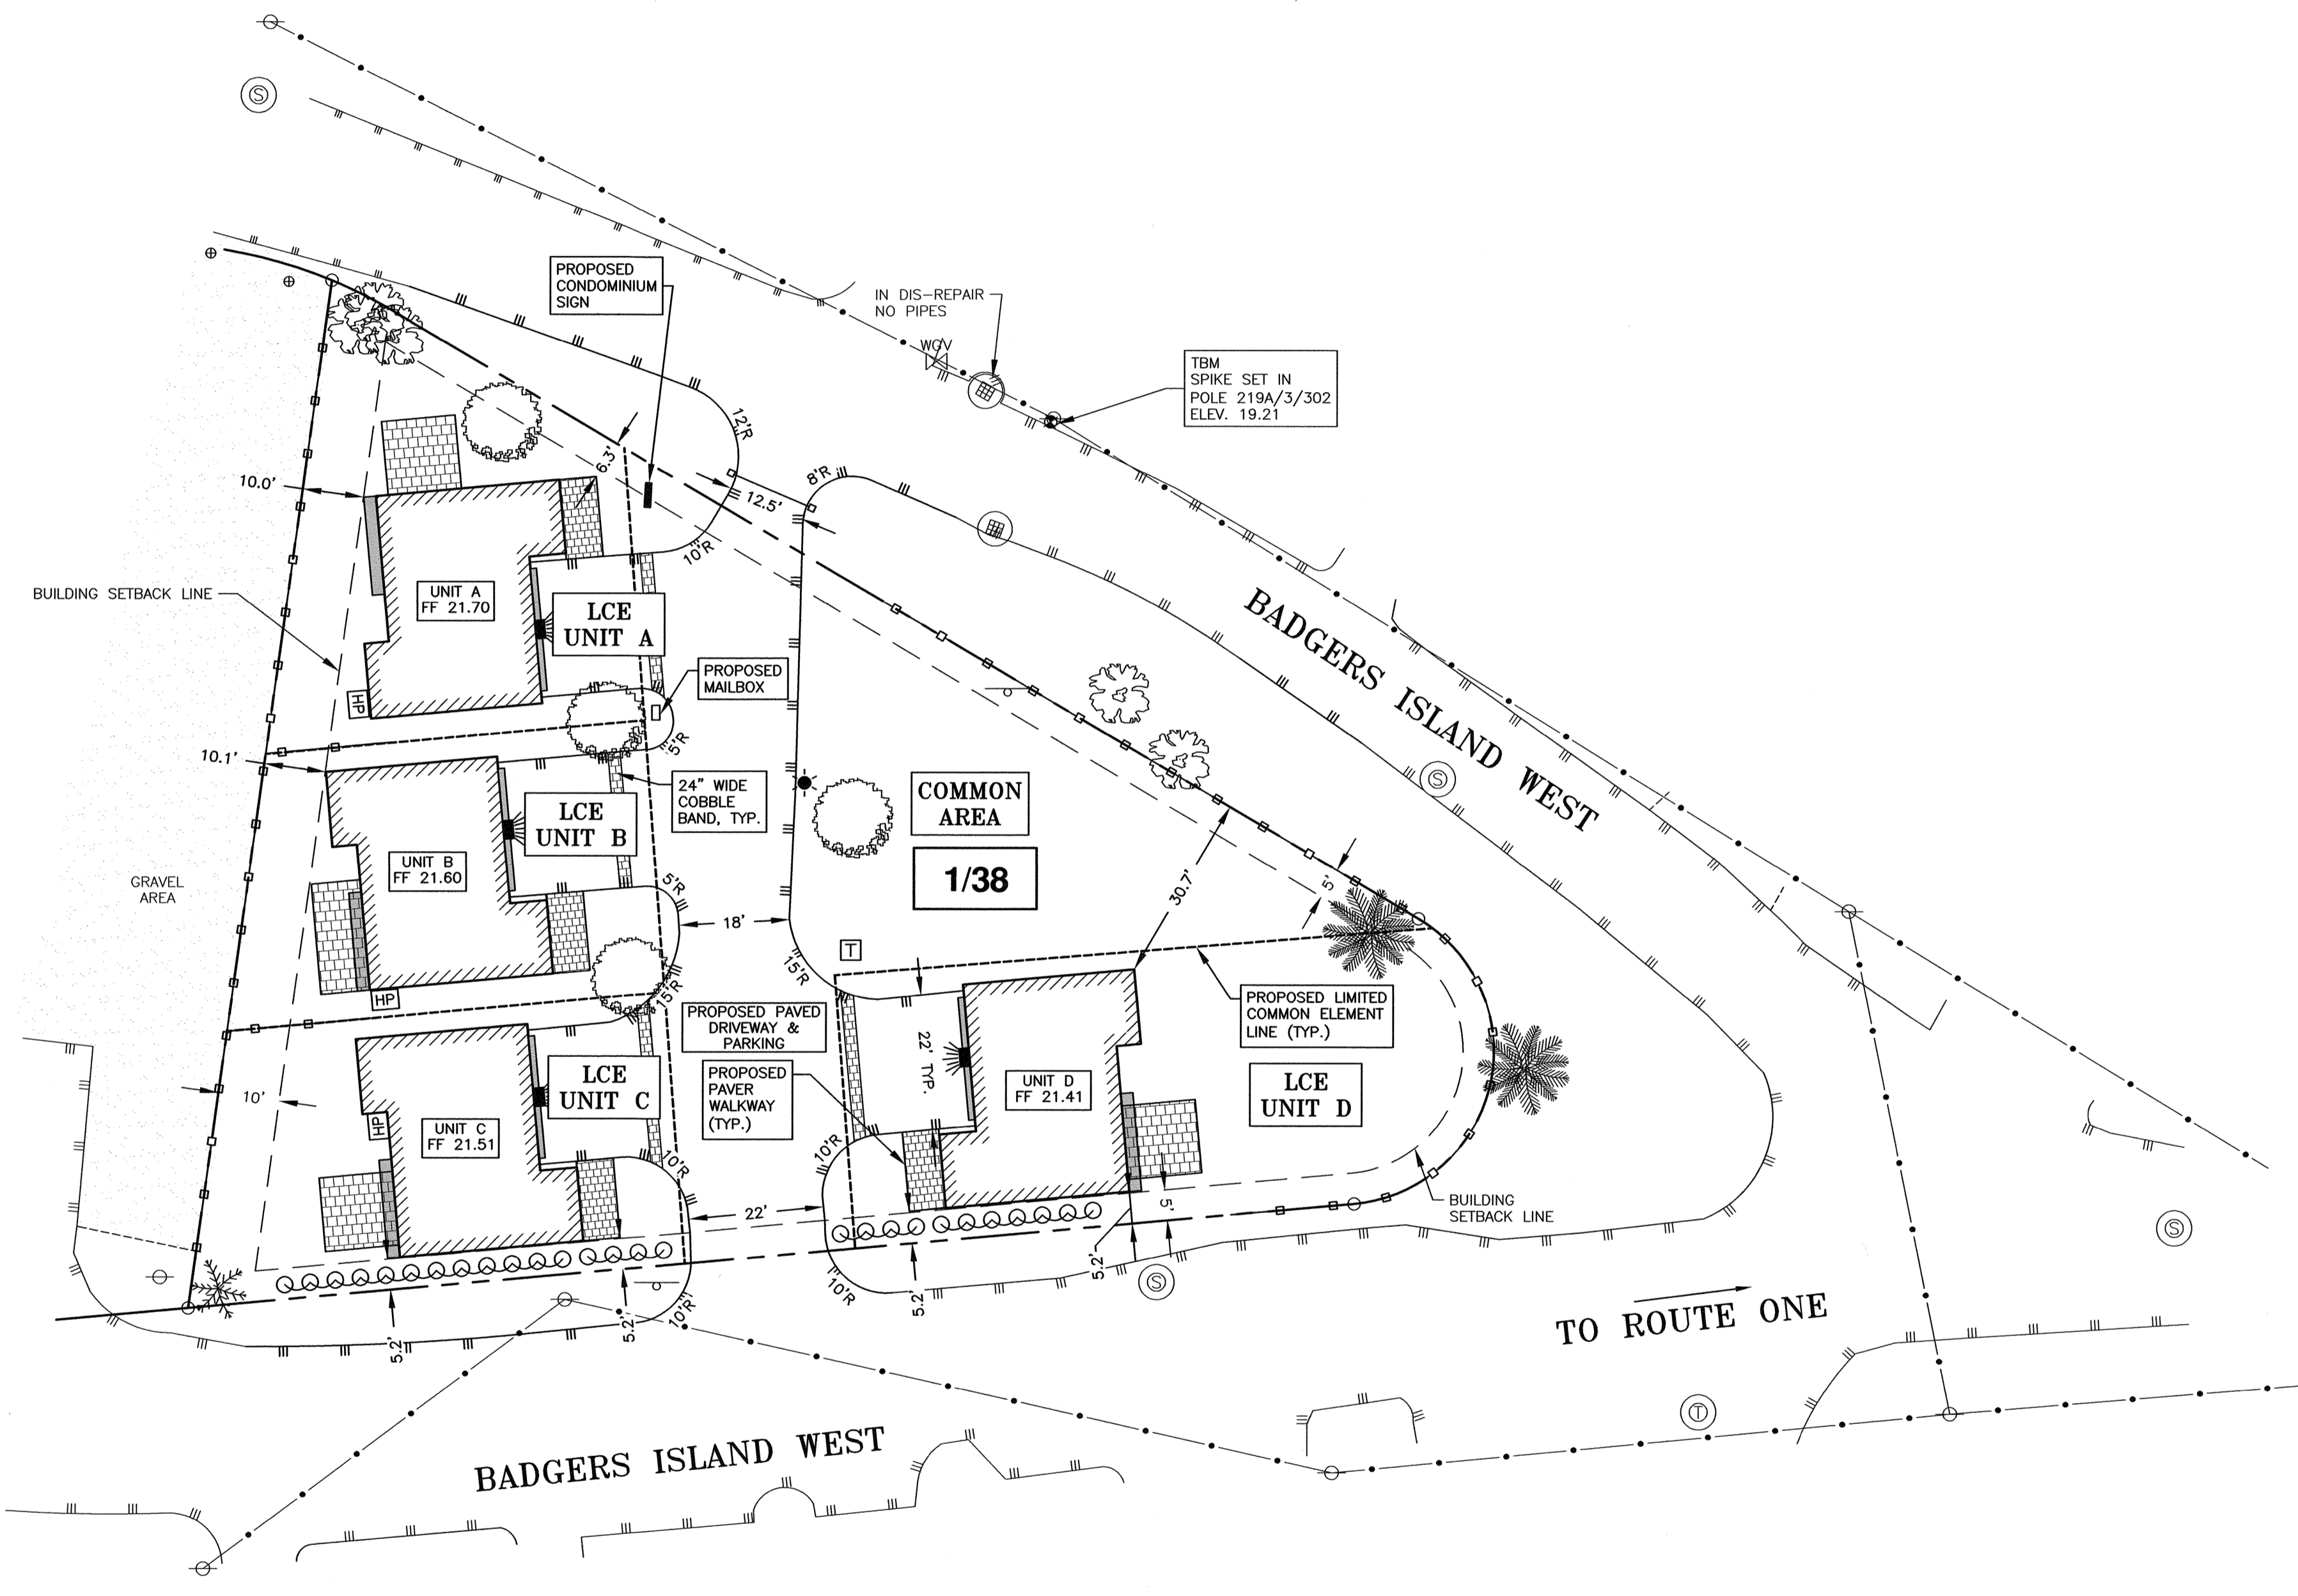 S
PROPOSED
CONDOMINIUM
SIGN
IN DIS-REPAIR
NO PIPES
WGV
TBM
SPIKE SET IN
POLE 219A/3/302
ELEV. 19.21
12'R
6.3'
8'R
12.5'
10.0'
10'R
BUILDING SETBACK LINE
UNIT A
FF 21.70
LCE
UNIT A
BADGERS ISLAND WEST
PROPOSED
MAILBOX
HP
5'R
10.1'
24" WIDE
COBBLE
BAND, TYP.
COMMON
AREA
S
LCE
UNIT B
UNIT B
FF 21.60
1/38
GRAVEL
AREA
5'R
30.7'
5'
18'
T
15'R
HP
15'R
PROPOSED PAVED
DRIVEWAY &
PARKING
PROPOSED LIMITED
COMMON ELEMENT
LINE (TYP.)
22' TYP.
10'
LCE
UNIT C
PROPOSED
PAVER
WALKWAY
(TYP.)
UNIT D
FF 21.41
LCE
UNIT D
HP
UNIT C
FF 21.51
10'R
10'R
22'
5'
BUILDING
SETBACK LINE
S
5.2'
S
10'R
5.2'
5.2'
10'R
5.2'
TO ROUTE ONE
T
BADGERS ISLAND WEST